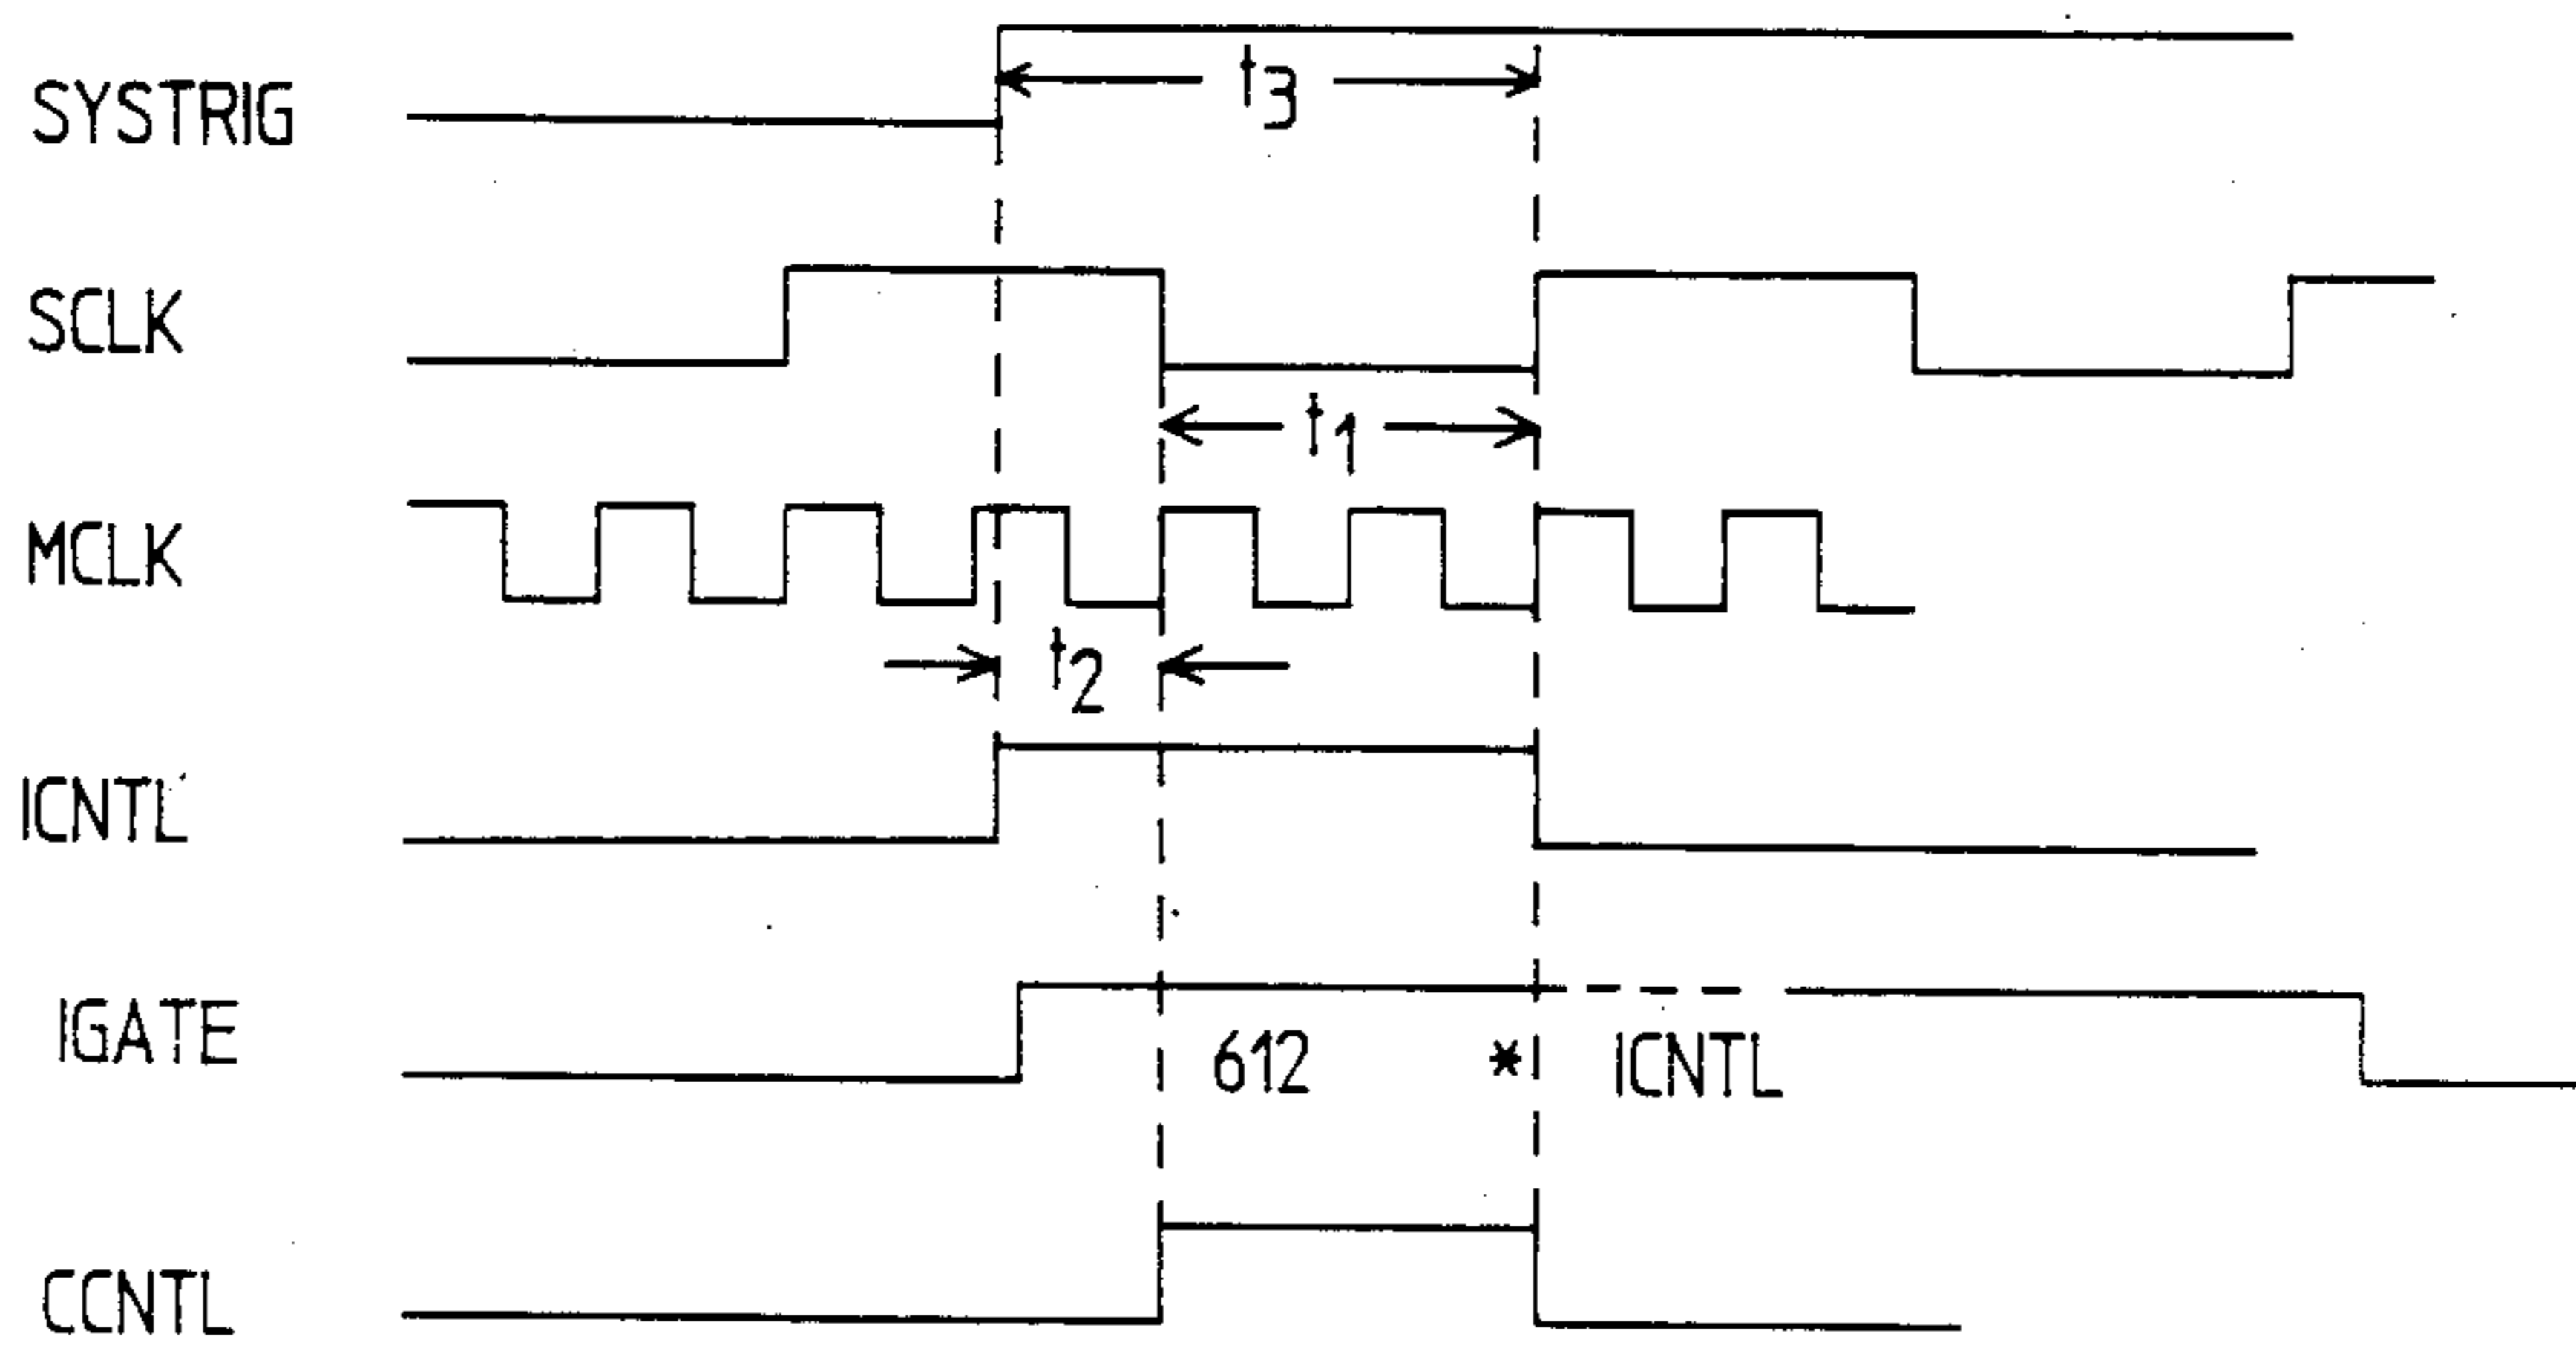 SYSTRIG
t3
SCLK
t1
MCLK
t2
ICNTL
IGATE
612 * ICNTL
CCNTL